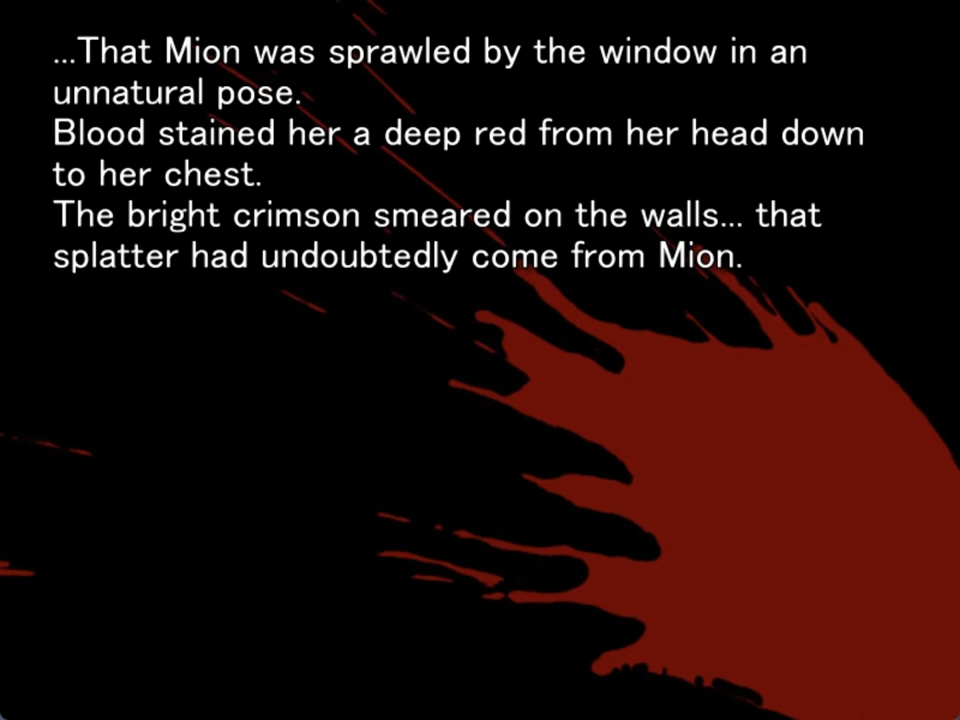 ...That Mion was sprawled by the window in an
unnatural pose.
Blood stained her a deep red from her head down
to her chest.
The bright crimson smeared on the walls... that
splatter had undoubtedly come from Mion.